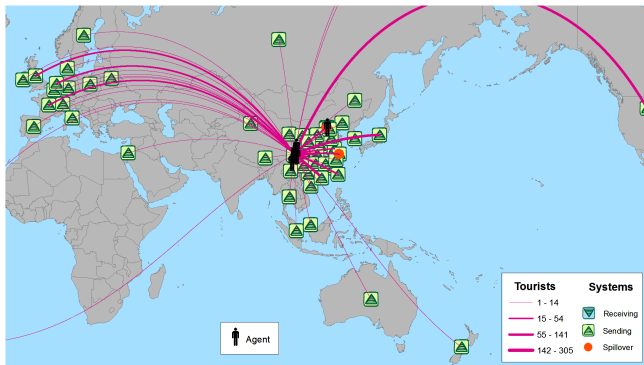 Tourists
Systems
1 - 14
15 - 54
55 - 141
142 - 305
Receiving
Sending
Spillover
Agent